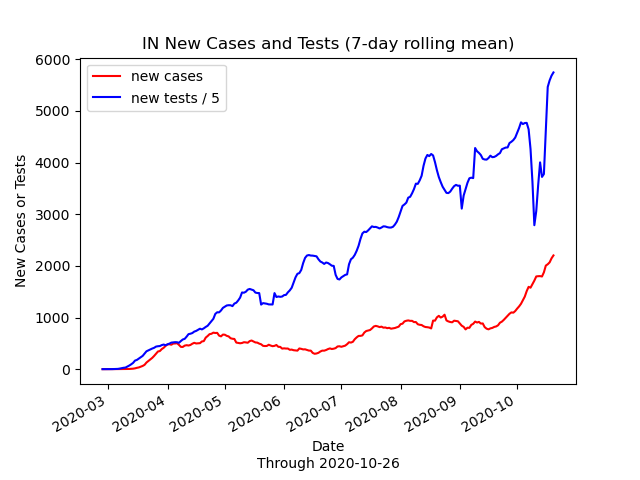 IN New Cases and Tests (7-day rolling mean)
new cases
new tests / 5
6000
5000
4000
3000
2000
1000
0
New Cases or Tests
2020-03
2020-04
2020-05
2020-06
2020-07
2020-08
2020-09
2020-10
Date
Through 2020-10-26